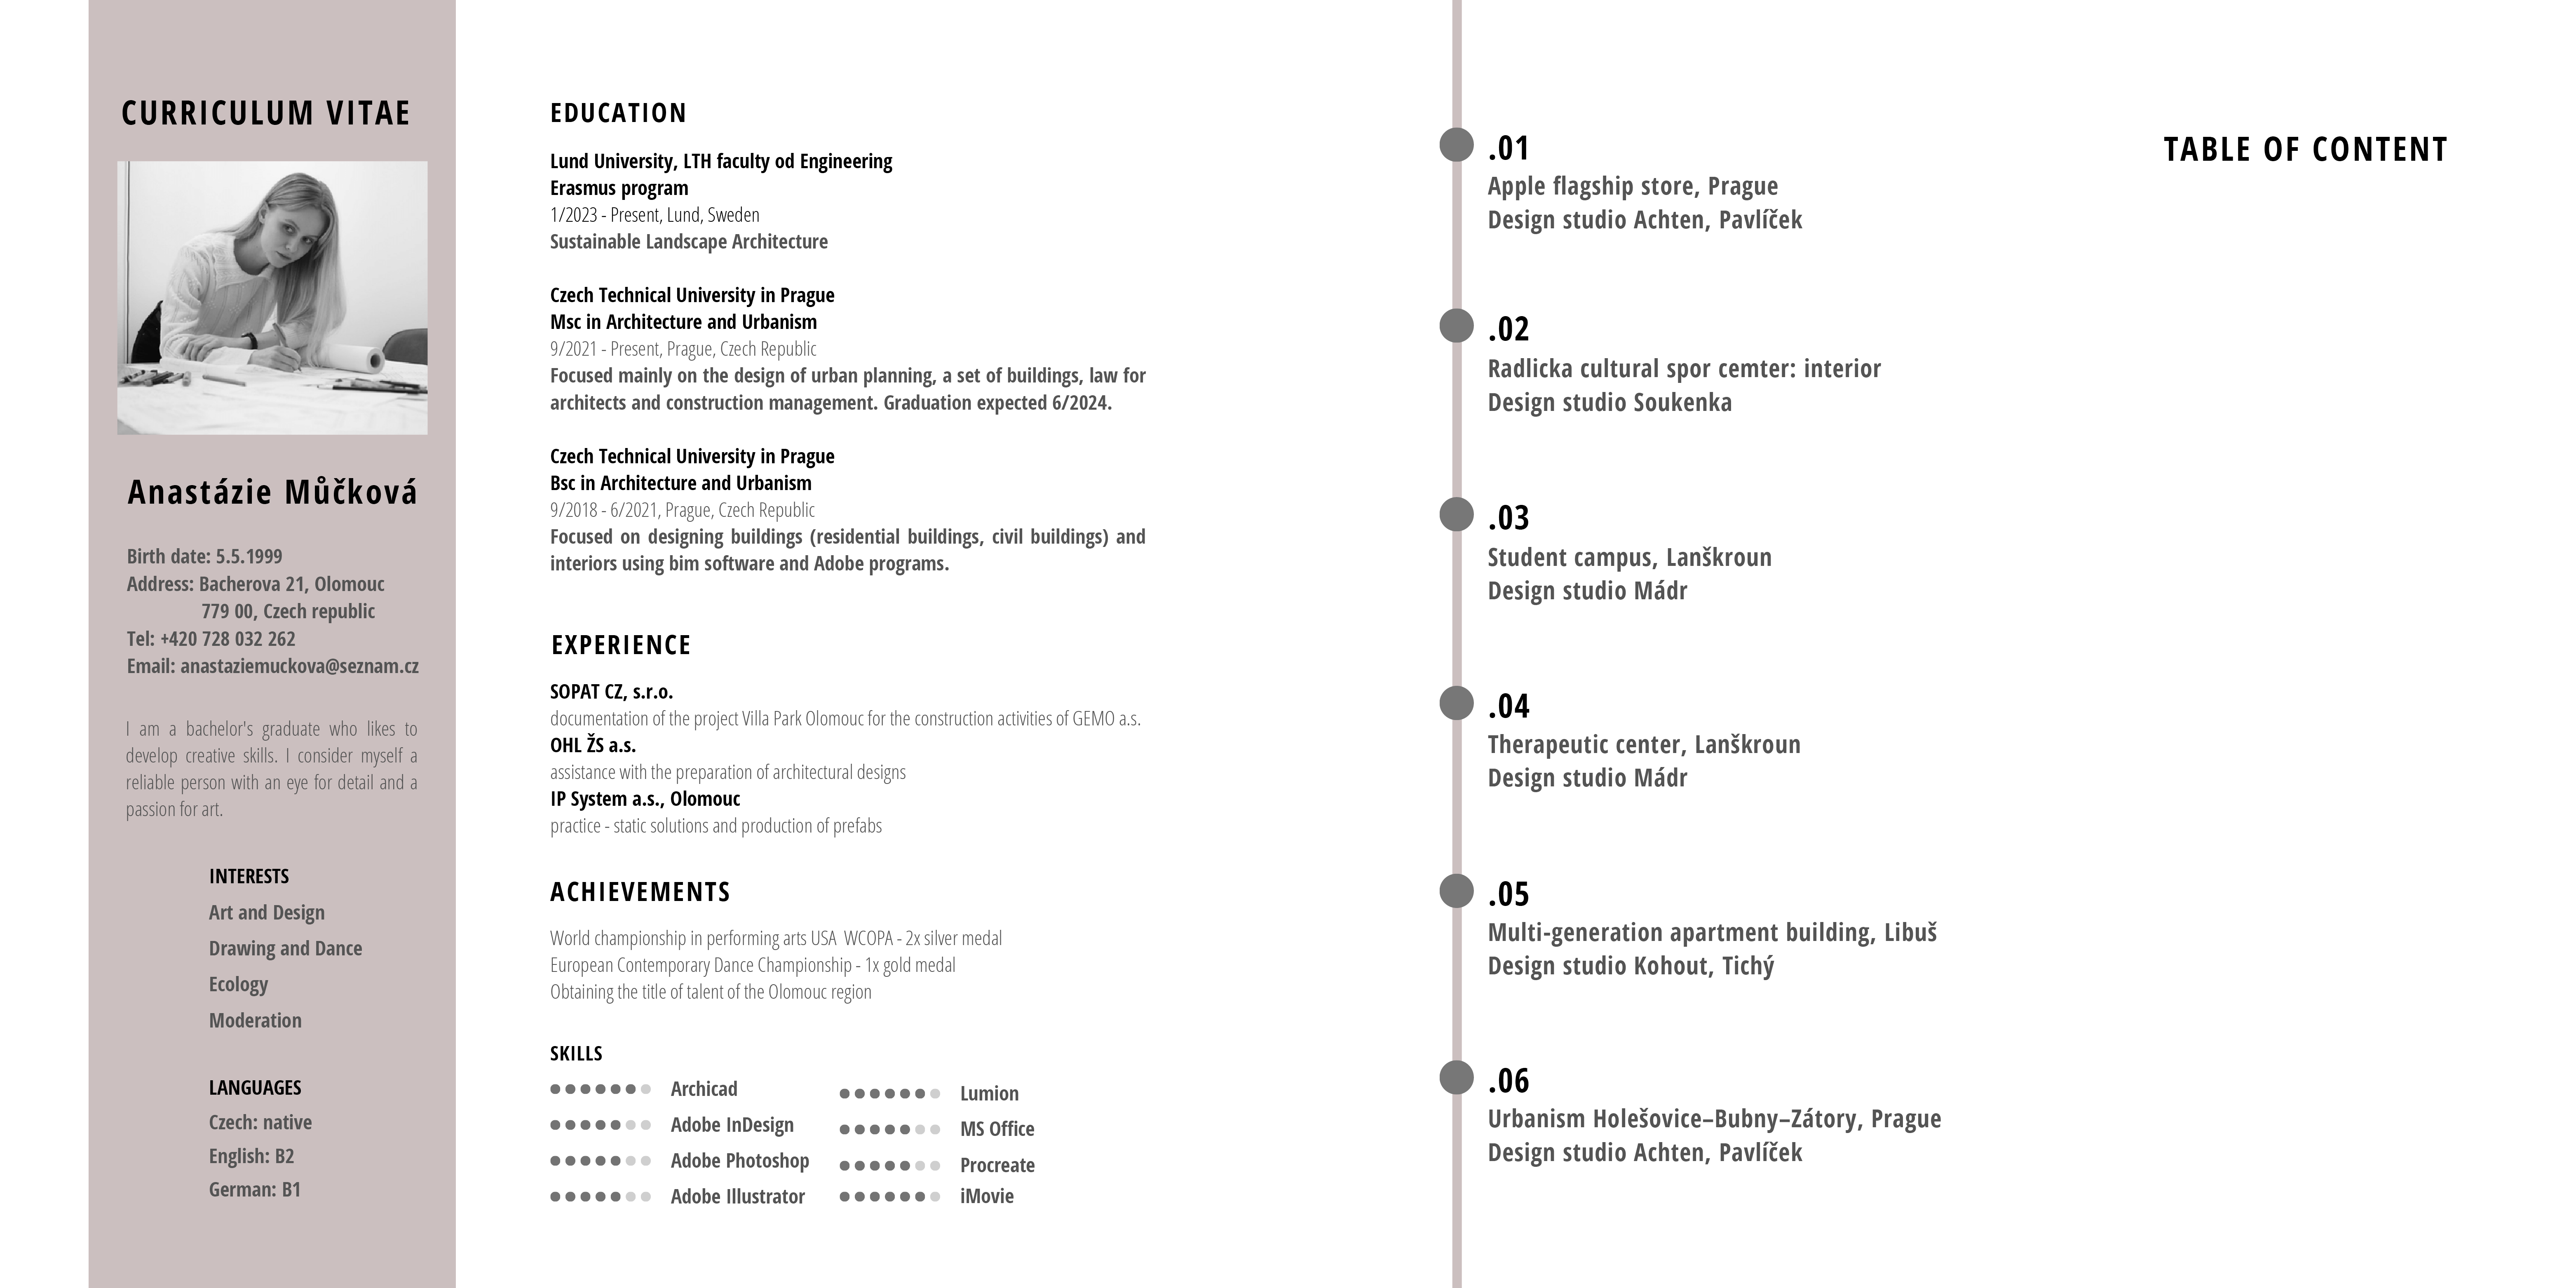 CURRICULUM VITAE
Anastázie Můčková
Birth date: 5.5.1999
Address: Bacherova 21, Olomouc
779 00, Czech republic
Tel: +420 728 032 262
Email: anastaziemuckova@seznam.cz
I am a bachelor's graduate who likes to
develop creative skills. I consider myself a
reliable person with an eye for detail and a
passion for art.
INTERESTS
Art and Design
Drawing and Dance
Ecology
Moderation
LANGUAGES
Czech: native
English: B2
German: B1
EDUCATION
Lund University, LTH faculty od Engineering
Erasmus program
1/2023 - Present, Lund, Sweden
Sustainable Landscape Architecture
Czech Technical University in Prague
Msc in Architecture and Urbanism
9/2021 - Present, Prague, Czech Republic
Focused mainly on the design of urban planning, a set of buildings, law for
architects and construction management. Graduation expected 6/2024.
Czech Technical University in Prague
Bsc in Architecture and Urbanism
9/2018 - 6/2021, Prague, Czech Republic
Focused on designing buildings (residential buildings, civil buildings) and
interiors using bim software and Adobe programs.
EXPERIENCE
SOPAT CZ, s.r.o.
documentation of the project Villa Park Olomouc for the construction activities of GEMO a.s.
OHL ŽS a.s.
assistance with the preparation of architectural designs
IP System a.s., Olomouc
practice - static solutions and production of prefabs
ACHIEVEMENTS
World championship in performing arts USA WCOPA - 2x silver medal
European Contemporary Dance Championship - 1x gold medal
Obtaining the title of talent of the Olomouc region
SKILLS
Archicad
Adobe InDesign
Adobe Photoshop
Adobe Illustrator
Lumion
MS Office
Procreate
iMovie
TABLE OF CONTENT
.01
Apple flagship store, Prague
Design studio Achten, Pavlíček
.02
Radlicka cultural spor cemter: interior
Design studio Soukenka
.03
Student campus, Lanškroun
Design studio Mádr
.04
Therapeutic center, Lanškroun
Design studio Mádr
.05
Multi-generation apartment building, Libuš
Design studio Kohout, Tichý
.06
Urbanism Holešovice–Bubny–Zátory, Prague
Design studio Achten, Pavlíček